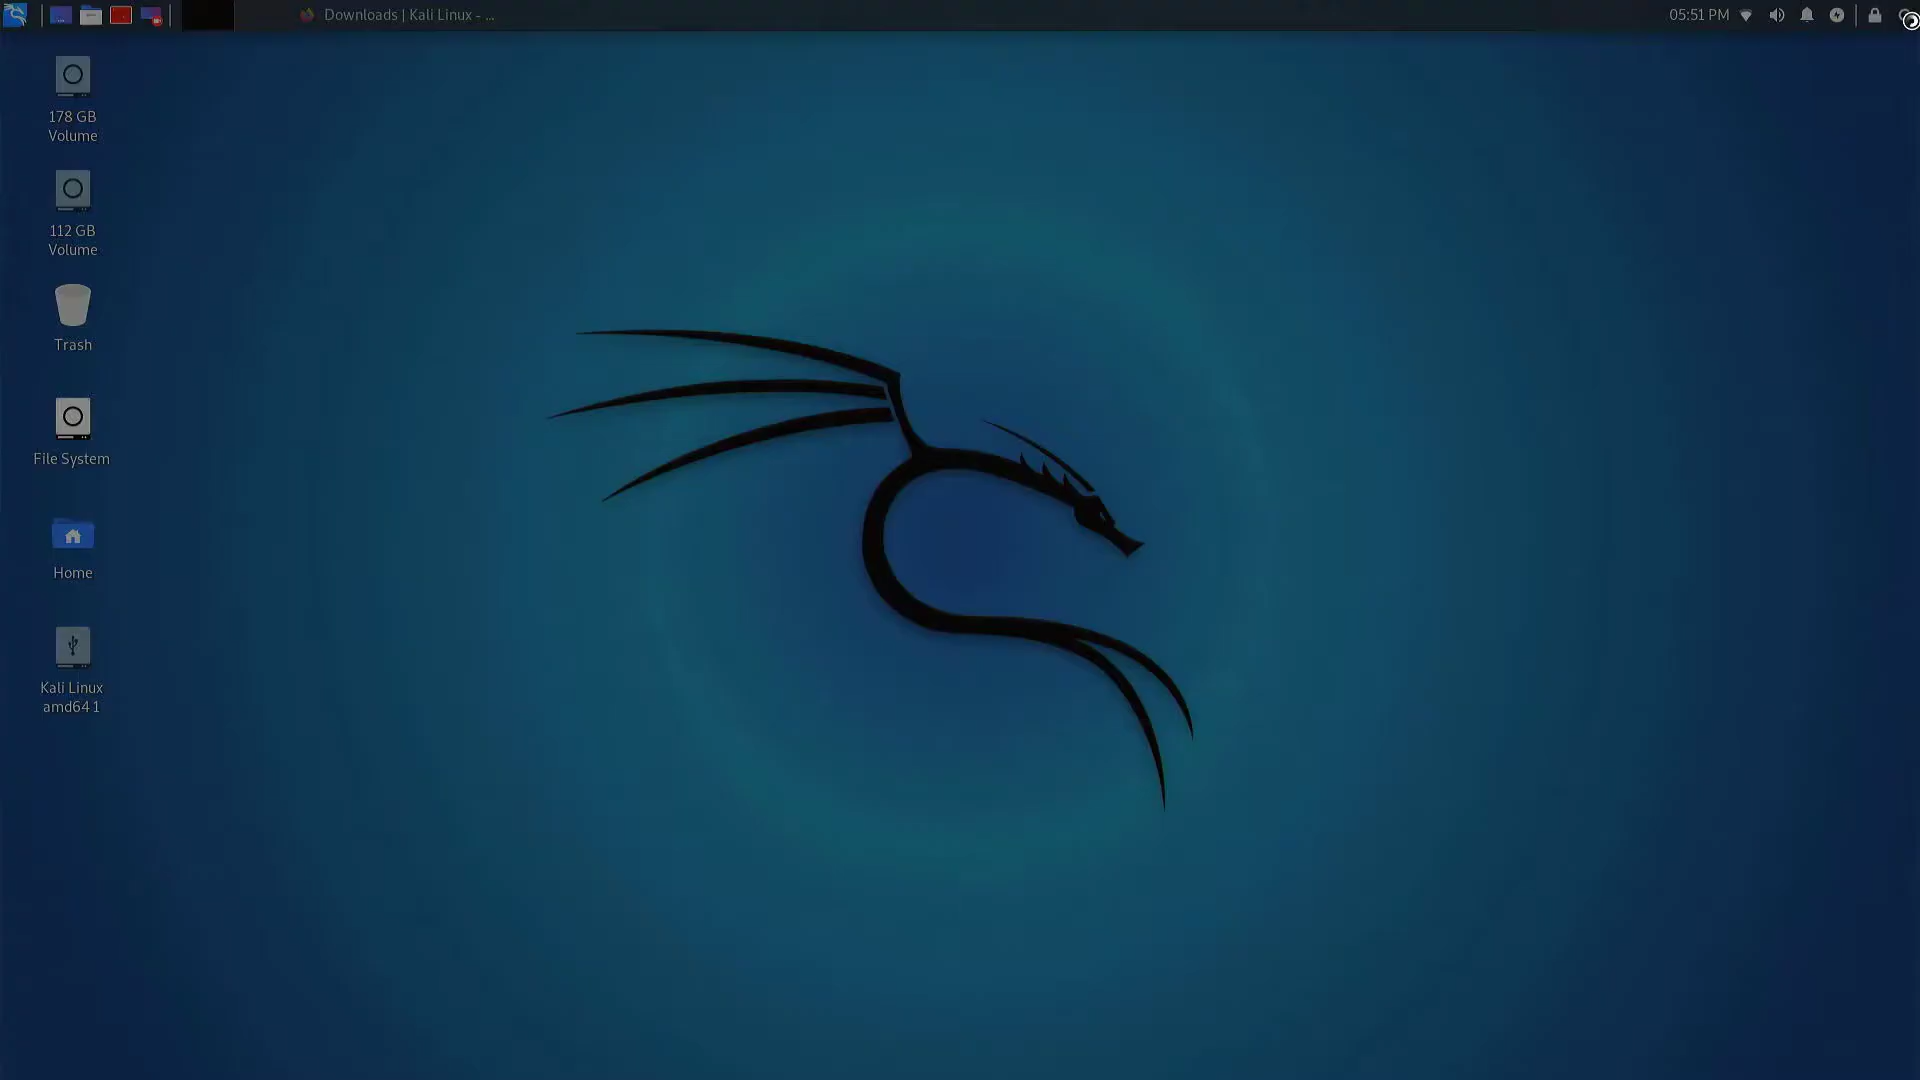 Downloads | Kali Linux - ...
05:51 PM
178 GB
Volume
112 GB
Volume
Trash
File System
Home
Kali Linux
amd64 1